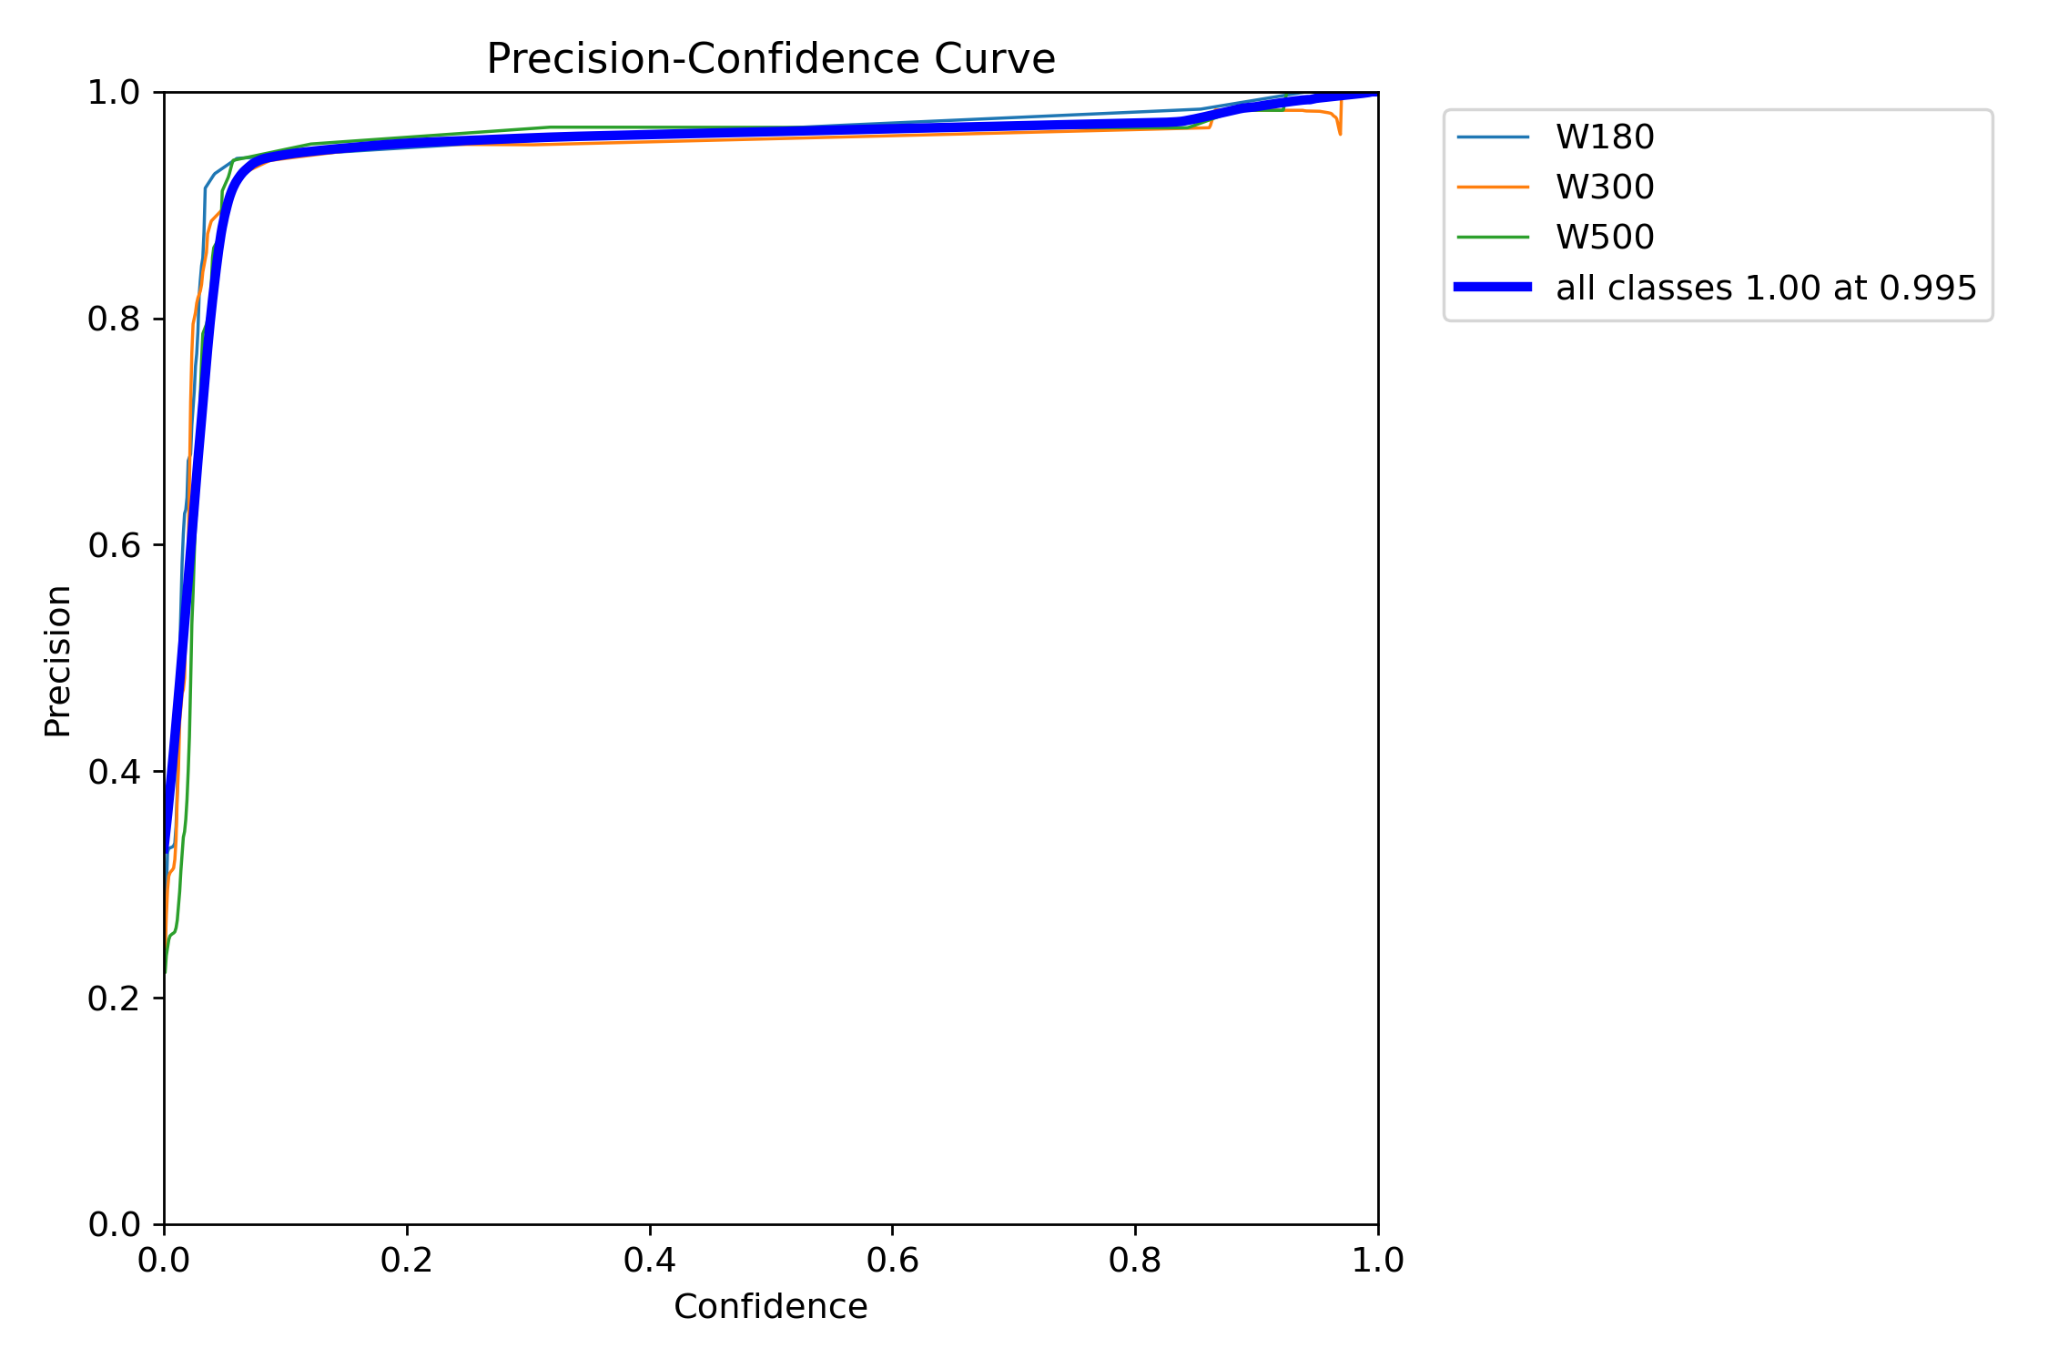 Precision-Confidence Curve
1.0
0.8
0.6
0.4
0.2
0.0
Precision
0.0 0.2 0.4 0.6 0.8 1.0
Confidence
W180
W300
W500
all classes 1.00 at 0.995